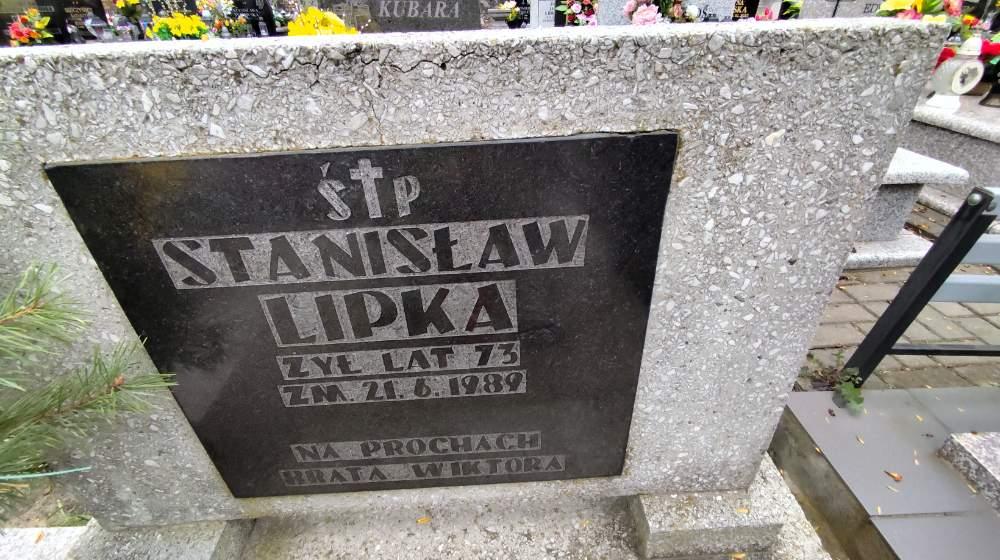 KUBARA
Ś P
STANISŁAW
LIPKA
ŻYŁ LAT 73
ZM. 21. 6. 1989
NA PROCHACH
BRATA WIKTORA